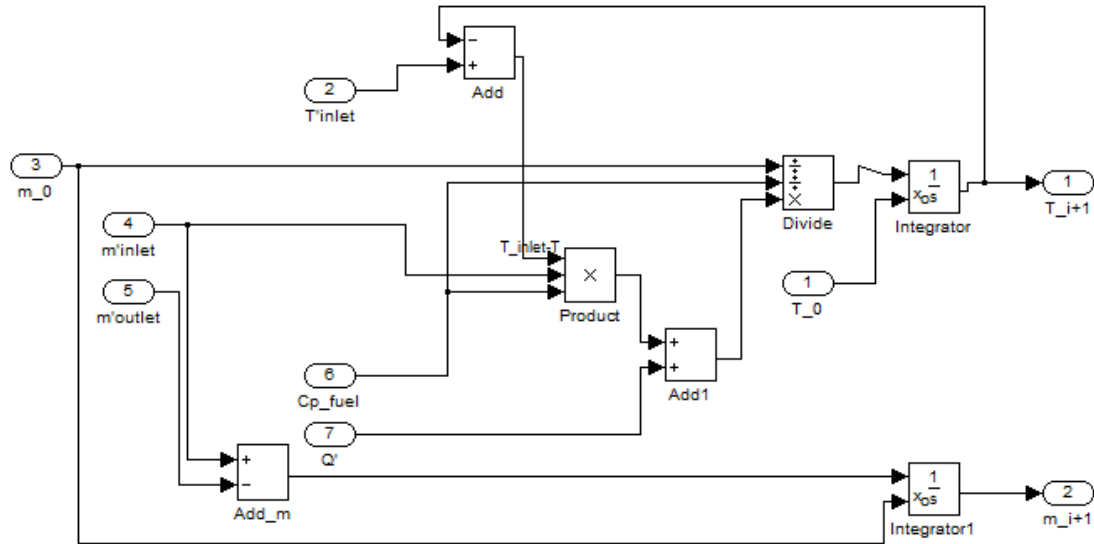 −
+
Add
2
T'inlet
3
m_0
÷
÷
×
Divide
1
s
xo
Integrator
1
T_i+1
4
m'inlet
T_inlet-T
×
Product
5
m'outlet
1
T_0
+
+
Add1
6
Cp_fuel
7
Q'
+
−
Add_m
1
s
xo
Integrator1
2
m_i+1